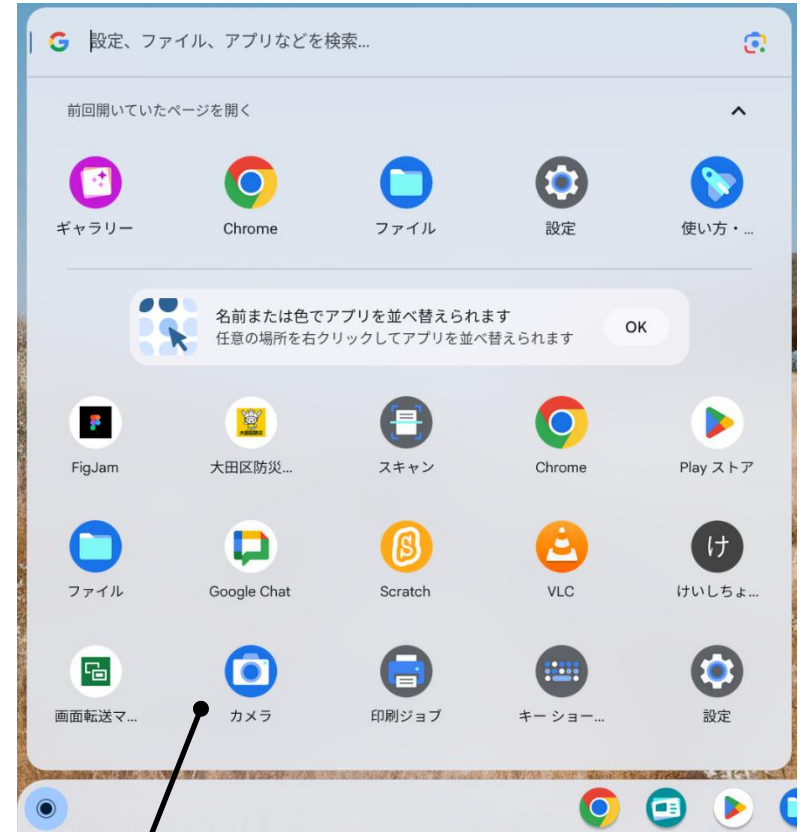 設定、ファイル、アプリなどを検索...
前回開いていたページを開く
ギャラリー
Chrome
ファイル
設定
使い方・...
名前または色でアプリを並べ替えられます
任意の場所を右クリックしてアプリを並べ替えられます
OK
FigJam
大田区防災...
スキャン
Chrome
Play ストア
ファイル
Google Chat
Scratch
VLC
け
けいしちょ...
画面転送マ...
カメラ
印刷ジョブ
キー ショー...
設定